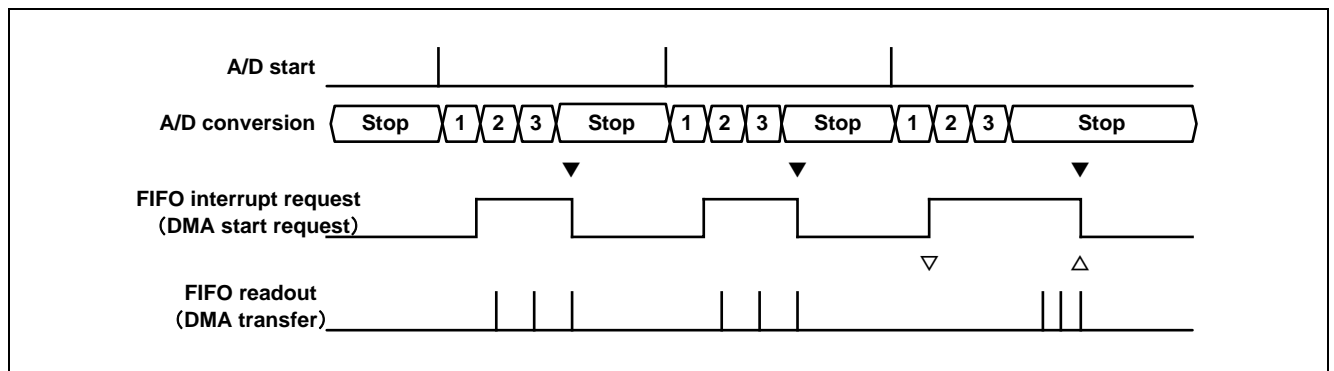 A/D start
A/D conversion Stop 1 2 3 Stop 1 2 3 Stop 1 2 3 Stop
FIFO interrupt request
（DMA start request）
FIFO readout
（DMA transfer）